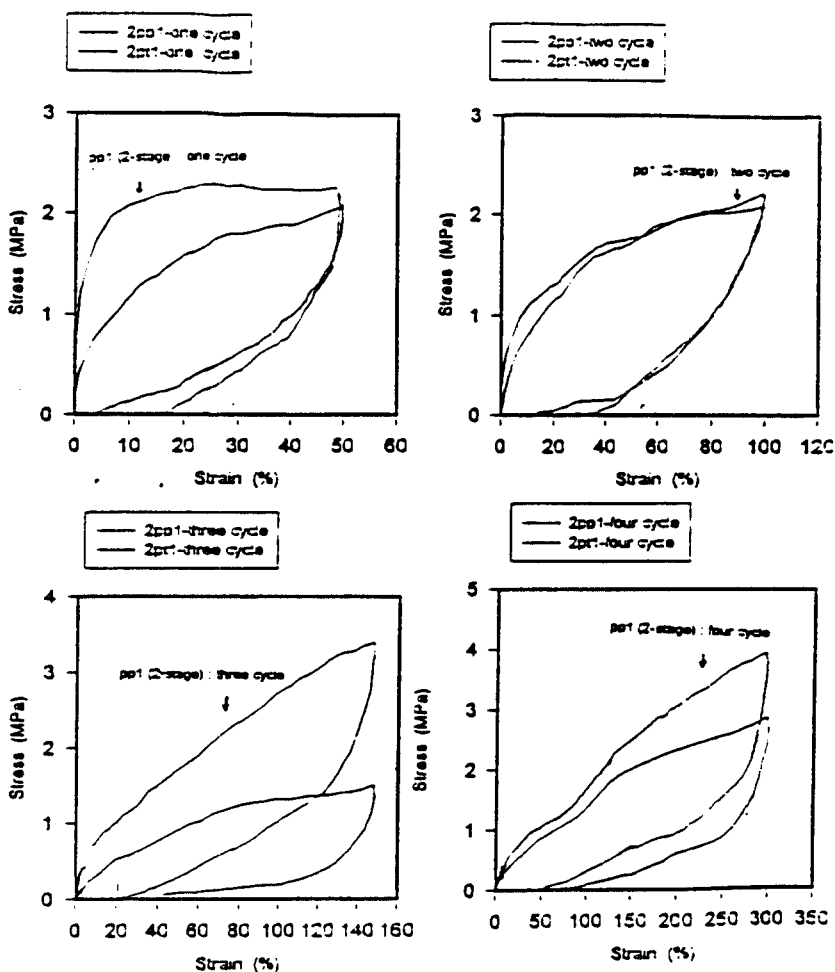 2pp1-one cycle
2pt1-one cycle
2pp1-two cycle
2pt1-two cycle
3
2
1
0
Stress (MPa)
pp1 (2-stage : one cycle
0 10 20 30 40 50 60
Strain (%)
3
2
1
0
Stress (MPa)
pp1 (2-stage) : two cycle
0 20 40 60 80 100 120
Strain (%)
2pp1-three cycle
2pt1-three cycle
2pp1-four cycle
2pt1-four cycle
4
3
2
1
0
Stress (MPa)
pp1 (2-stage) : three cycle
0 20 40 60 80 100 120 140 160
Strain (%)
5
4
3
2
1
0
Stress (MPa)
pp1 (2-stage) : four cycle
0 50 100 150 200 250 300 350
Strain (%)